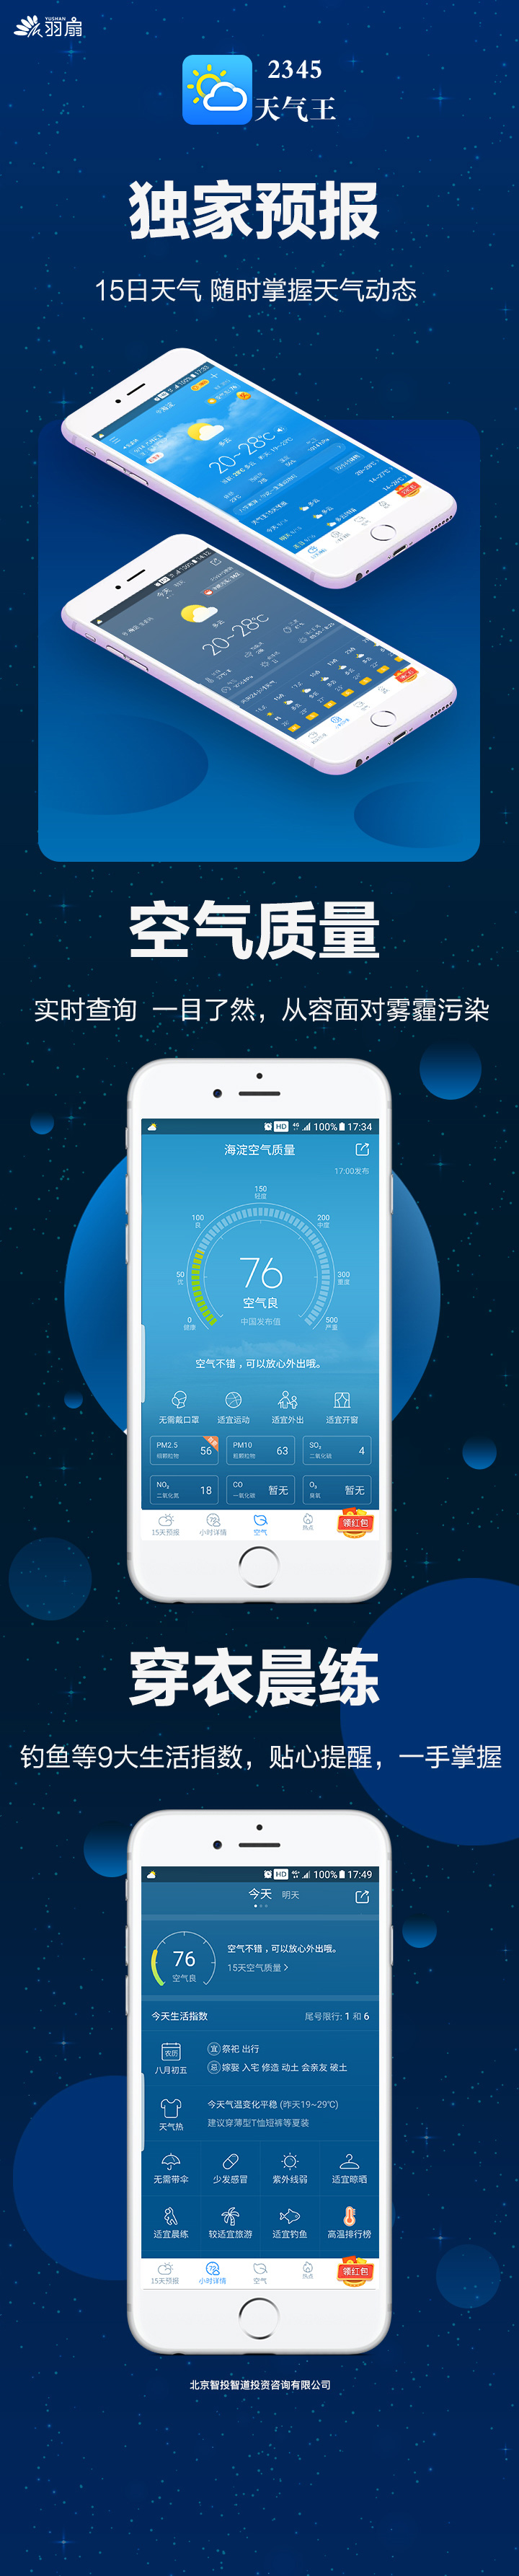 YUSHAN
羽扇
2345
天气王
独家预报
15日天气 随时掌握天气动态
多云
20~28℃
多云
20~28℃
空气质量
实时查询 一目了然，从容面对雾霾污染
HD 100% 17:34
海淀空气质量
17:00发布
150
轻度
100
良
200
中度
50
优
300
重度
0
健康
500
严重
76
空气良
中国发布值
空气不错，可以放心外出哦。
无需戴口罩 适宜运动 适宜外出 适宜开窗
PM2.5 细颗粒物 56
PM10 粗颗粒物 63
SO₂ 二氧化硫 4
NO₂ 二氧化氮 18
CO 一氧化碳 暂无
O₃ 臭氧 暂无
15天预报 小时详情 空气 热点 领红包
穿衣晨练
钓鱼等9大生活指数，贴心提醒，一手掌握
HD 100% 17:49
今天 明天
76
空气良
空气不错，可以放心外出哦。
15天空气质量 >
今天生活指数 尾号限行: 1 和 6
农历
八月初五
宜 祭祀 出行
忌 嫁娶 入宅 修造 动土 会亲友 破土
天气热
今天气温变化平稳 (昨天19~29℃)
建议穿薄型T恤短裤等夏装
无需带伞 少发感冒 紫外线弱 适宜晾晒
适宜晨练 较适宜旅游 适宜钓鱼 高温排行榜
15天预报 小时详情 空气 热点 领红包
北京智投智道投资咨询有限公司